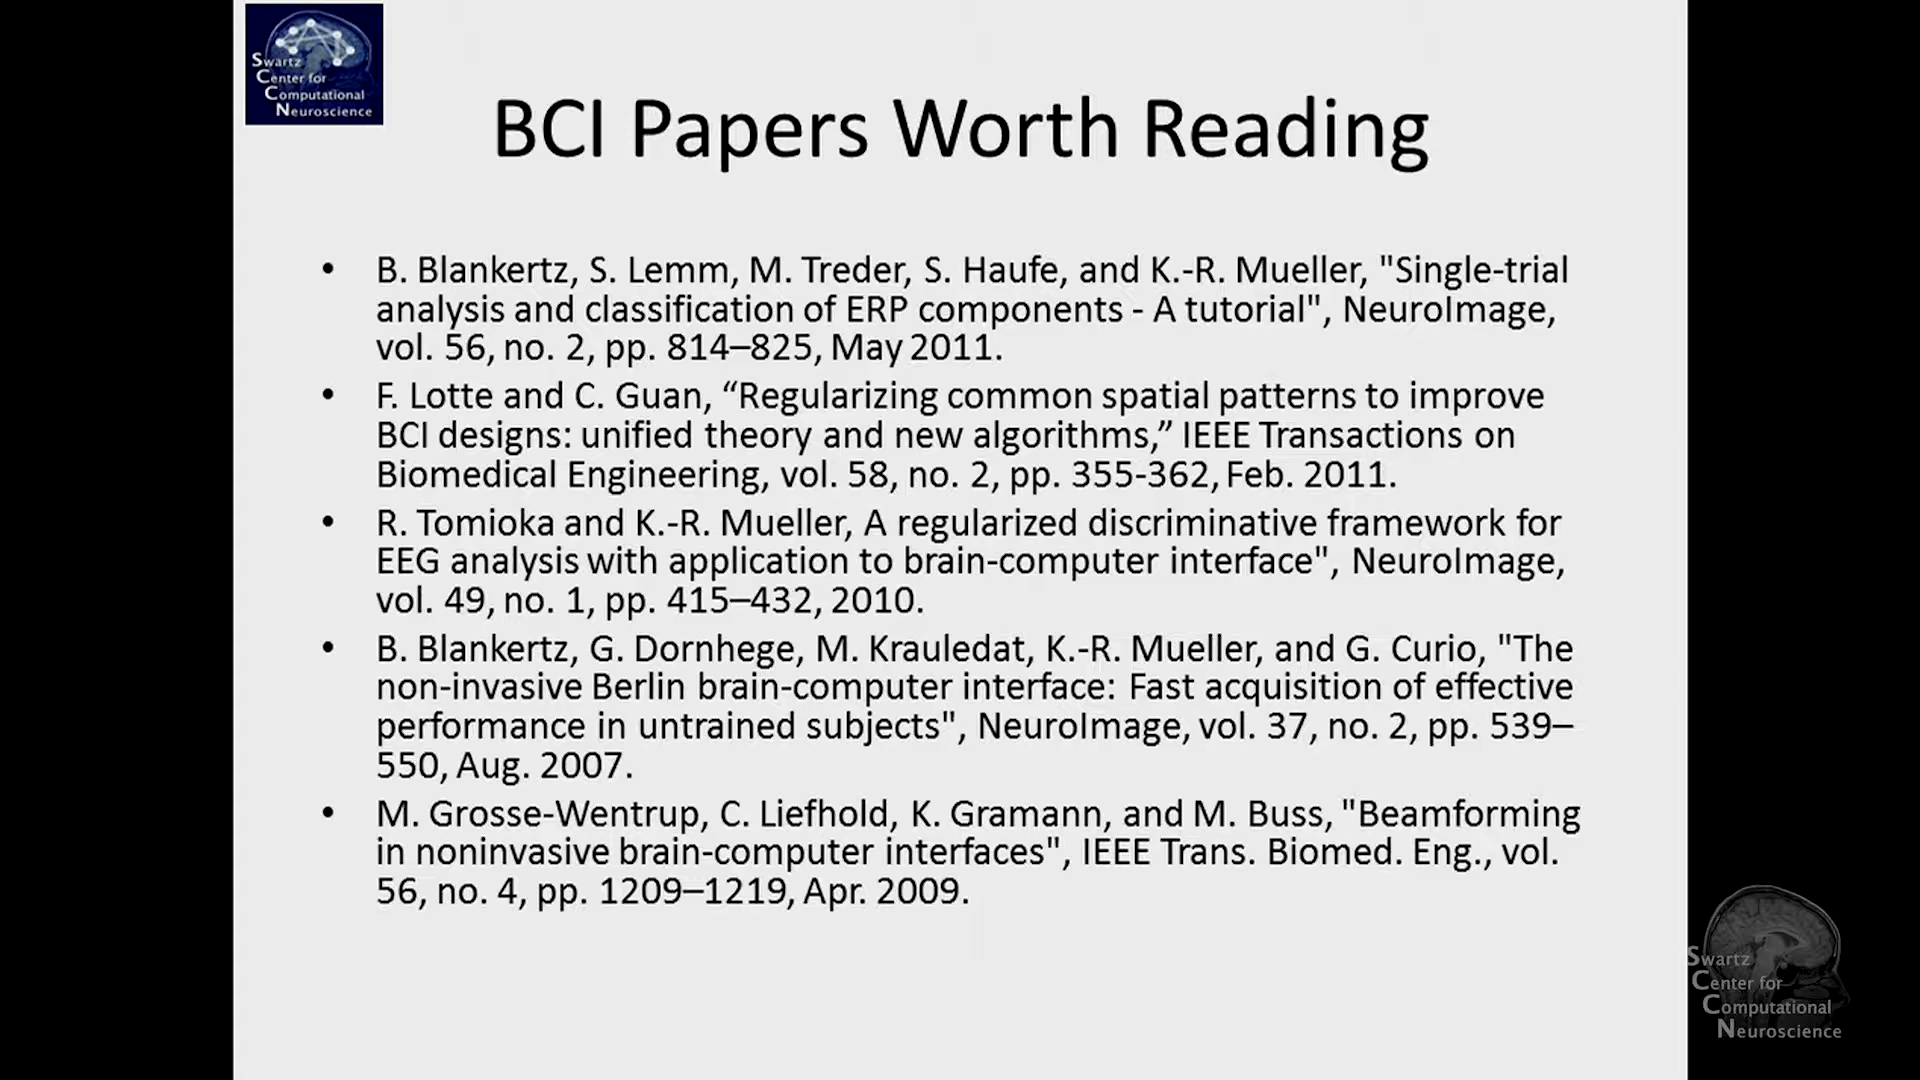 Swartz
Center for
Computational
Neuroscience
BCI Papers Worth Reading
• B. Blankertz, S. Lemm, M. Treder, S. Haufe, and K.-R. Mueller, "Single-trial
analysis and classification of ERP components - A tutorial", NeuroImage,
vol. 56, no. 2, pp. 814–825, May 2011.
• F. Lotte and C. Guan, “Regularizing common spatial patterns to improve
BCI designs: unified theory and new algorithms,” IEEE Transactions on
Biomedical Engineering, vol. 58, no. 2, pp. 355-362, Feb. 2011.
• R. Tomioka and K.-R. Mueller, A regularized discriminative framework for
EEG analysis with application to brain-computer interface", NeuroImage,
vol. 49, no. 1, pp. 415–432, 2010.
• B. Blankertz, G. Dornhege, M. Krauledat, K.-R. Mueller, and G. Curio, "The
non-invasive Berlin brain-computer interface: Fast acquisition of effective
performance in untrained subjects", NeuroImage, vol. 37, no. 2, pp. 539–
550, Aug. 2007.
• M. Grosse-Wentrup, C. Liefhold, K. Gramann, and M. Buss, "Beamforming
in noninvasive brain-computer interfaces", IEEE Trans. Biomed. Eng., vol.
56, no. 4, pp. 1209–1219, Apr. 2009.
Swartz
Center for
Computational
Neuroscience